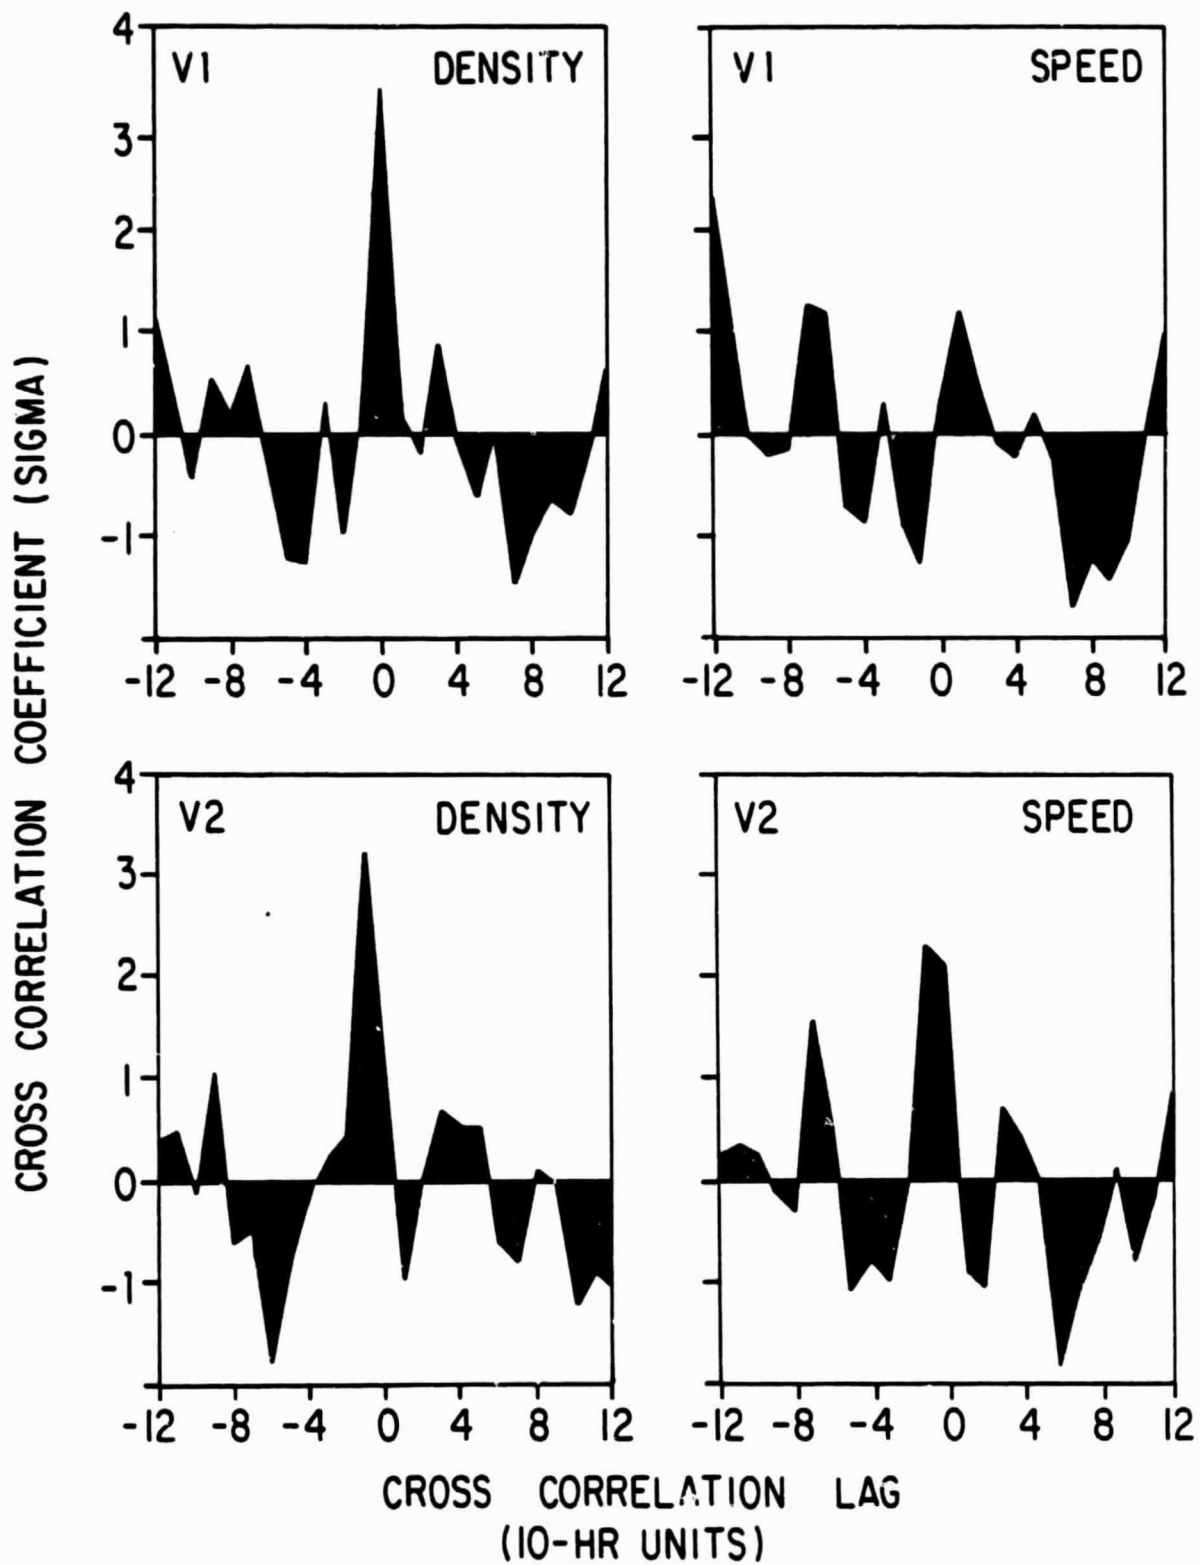 CROSS CORRELATION COEFFICIENT (SIGMA)
V1 DENSITY
4
3
2
1
0
-1
-12 -8 -4 0 4 8 12
V1 SPEED
-12 -8 -4 0 4 8 12
V2 DENSITY
4
3
2
1
0
-1
-12 -8 -4 0 4 8 12
V2 SPEED
-12 -8 -4 0 4 8 12
CROSS CORRELATION LAG
(10-HR UNITS)